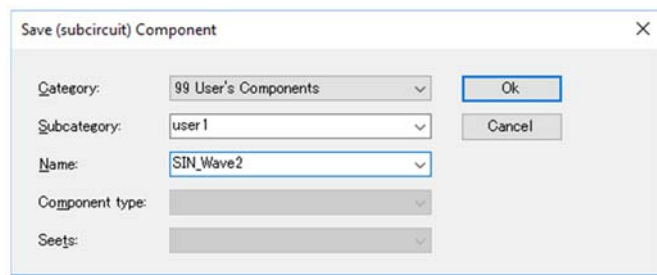 Save (subcircuit) Component
Category: 99 User's Components Ok
Subcategory: user1 Cancel
Name: SIN_Wave2
Component type:
Seets: